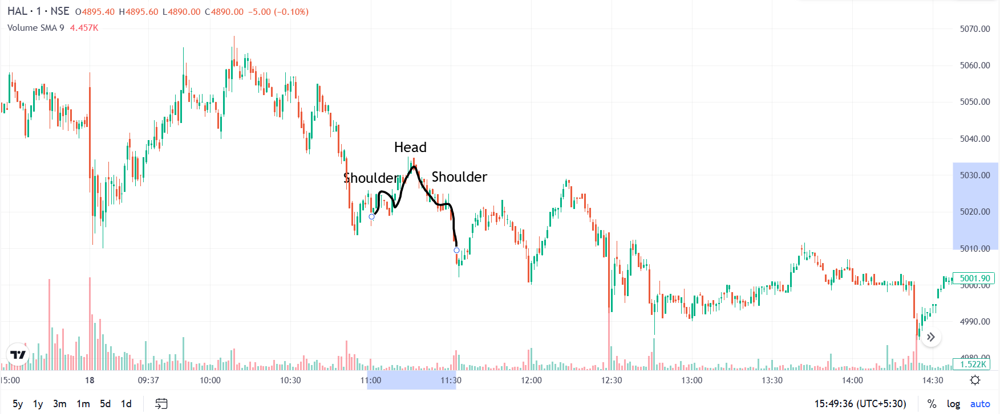 HAL · 1 · NSE O4895.40 H4895.60 L4890.00 C4890.00 −5.00 (−0.10%)
Volume SMA 9 4.457K
5070.00
5060.00
5050.00
5040.00
5030.00
5020.00
5010.00
5001.90
5000.00
4990.00
4980.00
1.522K
Head
Shoulder
Shoulder
15:00 18 09:37 10:00 10:30 11:00 11:30 12:00 12:30 13:00 13:30 14:00 14:30
5y 1y 3m 1m 5d 1d 15:49:36 (UTC+5:30) % log auto